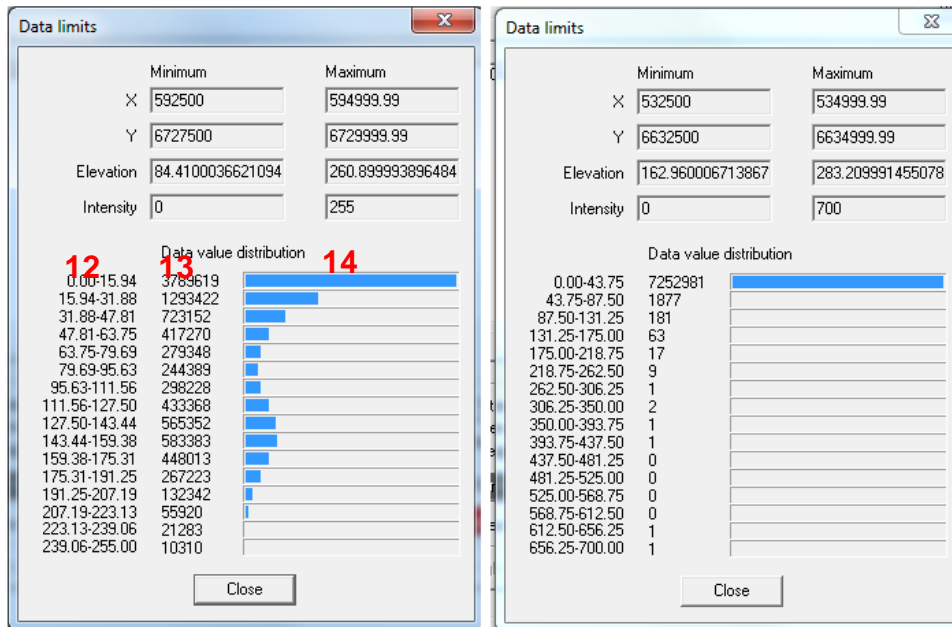 Data limits
Minimum Maximum
X 592500 594999.99
Y 6727500 6729999.99
Elevation 84.4100036621094 260.899993896484
Intensity 0 255
Data value distribution
12 13 14
0.00-15.94 3789619
15.94-31.88 1293422
31.88-47.81 723152
47.81-63.75 417270
63.75-79.69 279348
79.69-95.63 244389
95.63-111.56 298228
111.56-127.50 433368
127.50-143.44 565352
143.44-159.38 583383
159.38-175.31 448013
175.31-191.25 267223
191.25-207.19 132342
207.19-223.13 55920
223.13-239.06 21283
239.06-255.00 10310
Close
Data limits
Minimum Maximum
X 532500 534999.99
Y 6632500 6634999.99
Elevation 162.960006713867 283.209991455078
Intensity 0 700
Data value distribution
0.00-43.75 7252981
43.75-87.50 1877
87.50-131.25 181
131.25-175.00 63
175.00-218.75 17
218.75-262.50 9
262.50-306.25 1
306.25-350.00 2
350.00-393.75 1
393.75-437.50 1
437.50-481.25 0
481.25-525.00 0
525.00-568.75 0
568.75-612.50 0
612.50-656.25 1
656.25-700.00 1
Close